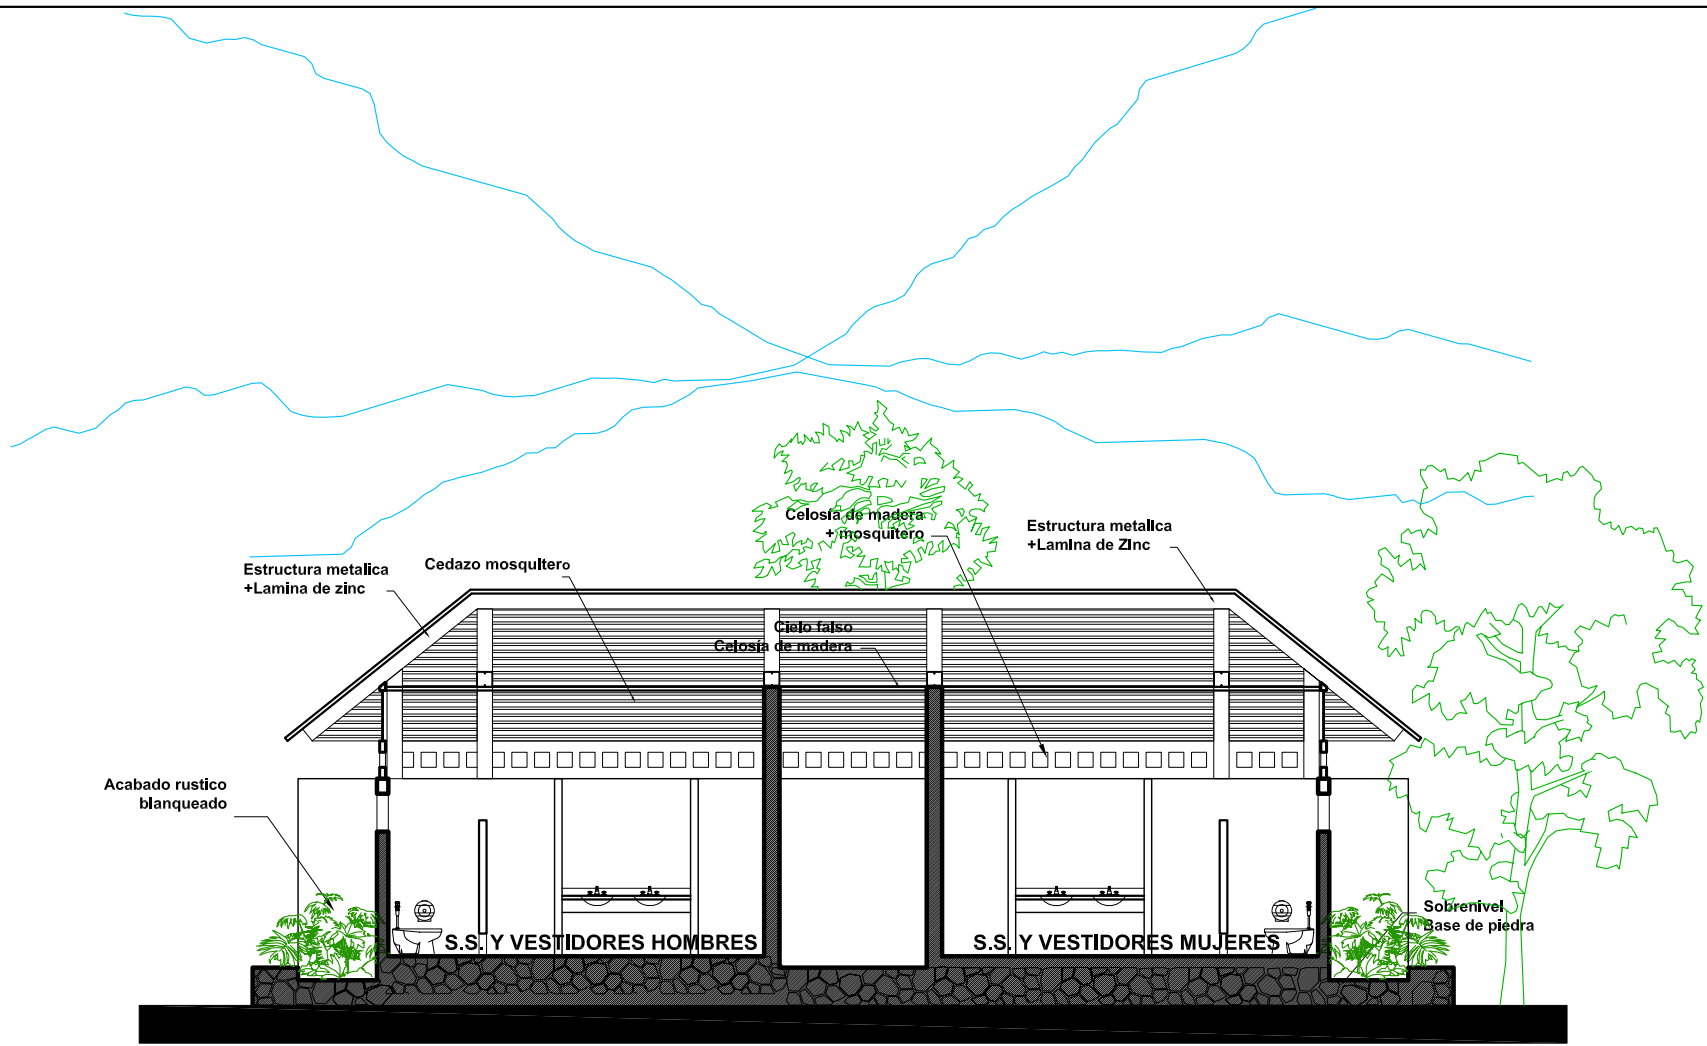 Celosía de madera
+ mosquitero
Estructura metalica
+Lamina de Zinc
Cedazo mosquitero
Estructura metalica
+Lamina de zinc
Cielo falso
Celosía de madera
Acabado rustico
blanqueado
Sobrenivel
Base de piedra
S.S. Y VESTIDORES HOMBRES
S.S. Y VESTIDORES MUJERES